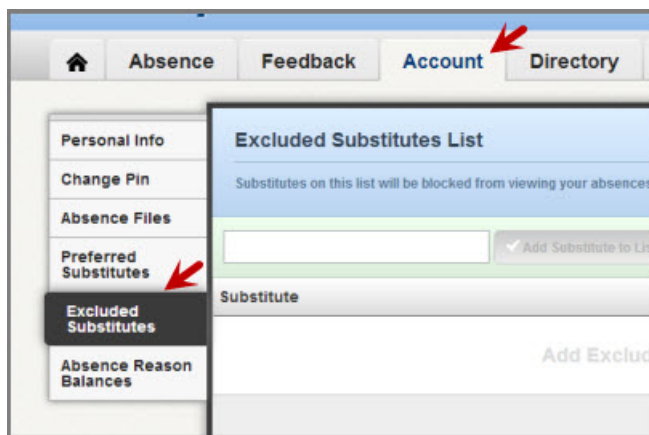 Absence Feedback Account Directory
Personal Info
Change Pin
Absence Files
Preferred
Substitutes
Excluded
Substitutes
Absence Reason
Balances
Excluded Substitutes List
Substitutes on this list will be blocked from viewing your absences
Add Substitute to Lis
Substitute
Add Exclud